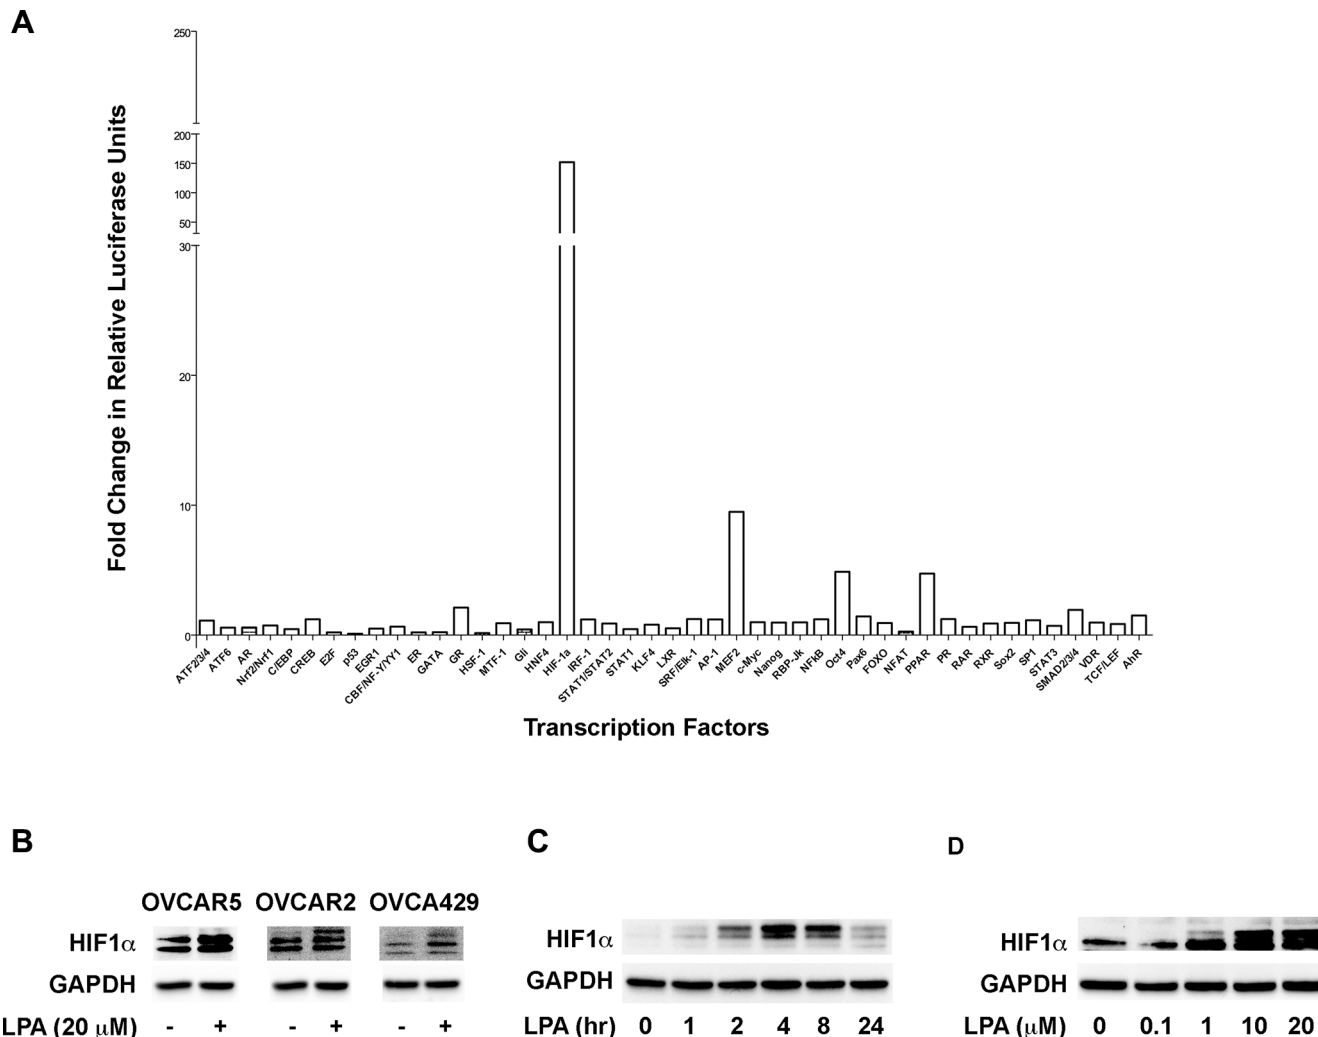 A
Fold Change in Relative Luciferase Units
250
200
150
100
50
30
20
10
0
ATF2/3/4
ATF6
AR
Nrf2/Nrf1
C/EBP
CREB
E2F
p53
EGR1
CBF/NF-Y/YY1
ER
GATA
GR
HSF-1
MTF-1
Gli
HNF4
HIF-1a
IRF-1
STAT1/STAT2
STAT1
KLF4
LXR
SRF/Elk-1
AP-1
MEF2
c-Myc
Nanog
RBP-Jk
NFkB
Oct4
Pax6
FOXO
NFAT
PPAR
PR
RAR
RXR
Sox2
SP1
STAT3
SMAD2/3/4
VDR
TCF/LEF
AhR
Transcription Factors
B
OVCAR5 OVCAR2 OVCA429
HIF1α
GAPDH
LPA (20 μM) - + - + - +
C
HIF1α
GAPDH
LPA (hr) 0 1 2 4 8 24
D
HIF1α
GAPDH
LPA (μM) 0 0.1 1 10 20